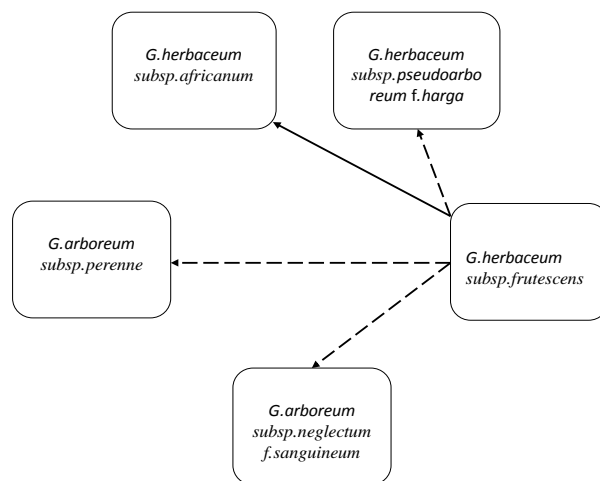 G.herbaceum
subsp.africanum
G.herbaceum
subsp.pseudoarbo
reum f.harga
G.arboreum
subsp.perenne
G.herbaceum
subsp.frutescens
G.arboreum
subsp.neglectum
f.sanguineum